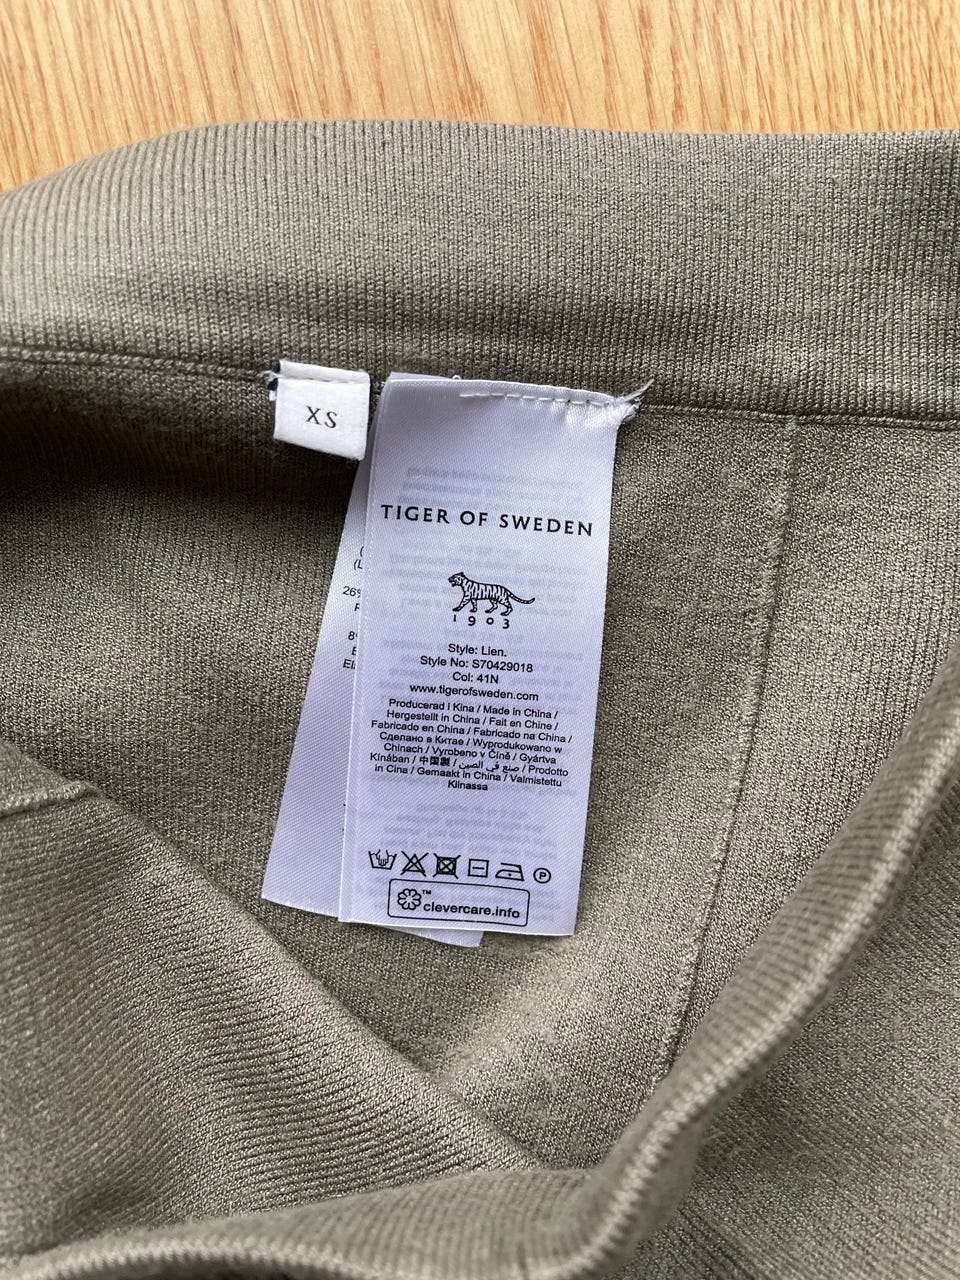 XS
TIGER OF SWEDEN
1903
Style: Lien.
Style No: S70429018
Col: 41N
www.tigerofsweden.com
Producerad i Kina / Made in China /
Hergestellt in China / Fait en Chine /
Fabricado en China / Fabricado na China /
Сделано в Китае / Wyprodukowano w
Chinach / Vyrobeno v Číně / Gyártva
Kínában / 中国製 / صنع في الصين / Prodotto
in Cina / Gemaakt in China / Valmistettu
Kiinassa
P
™
clevercare.info
26%